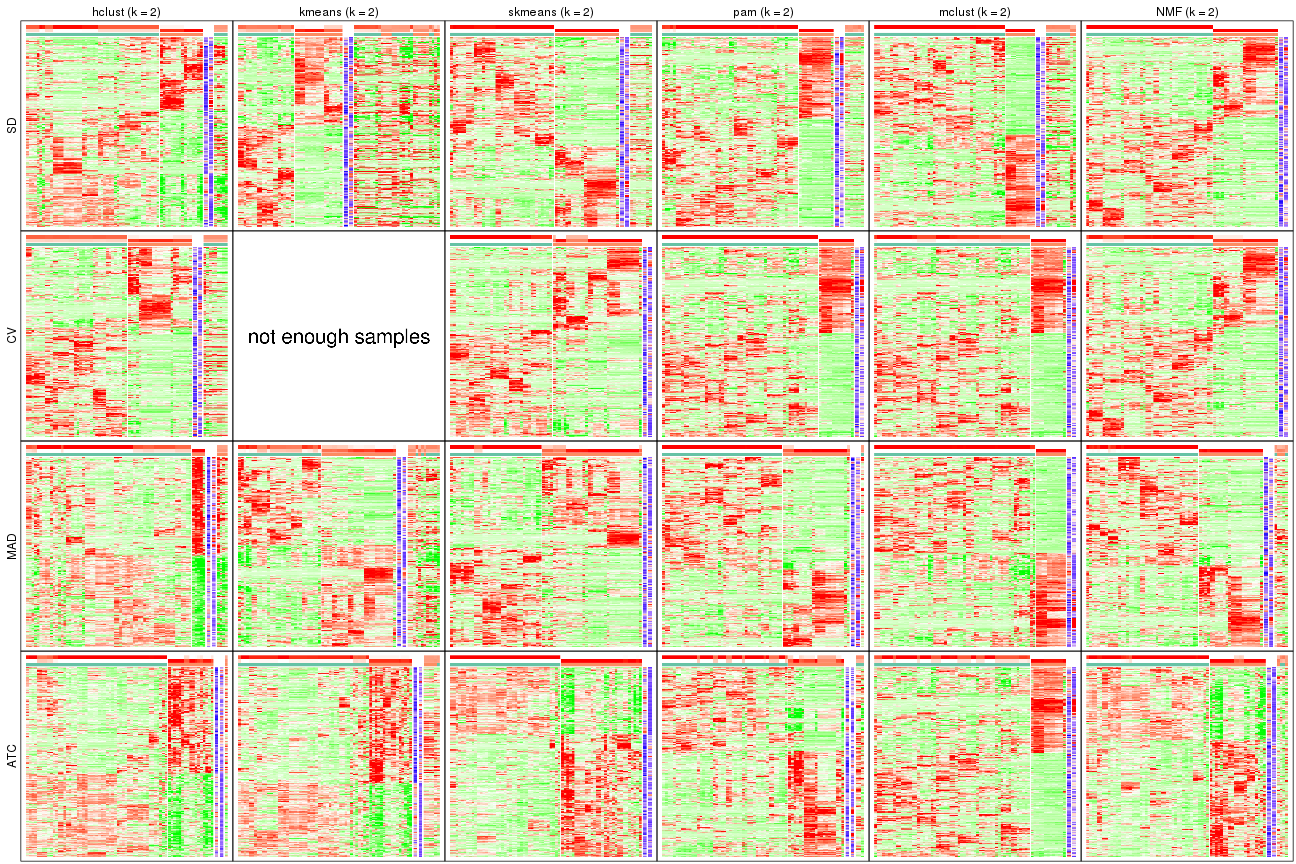 hclust (k = 2)
kmeans (k = 2)
skmeans (k = 2)
pam (k = 2)
mclust (k = 2)
NMF (k = 2)
SD
CV
not enough samples
MAD
ATC